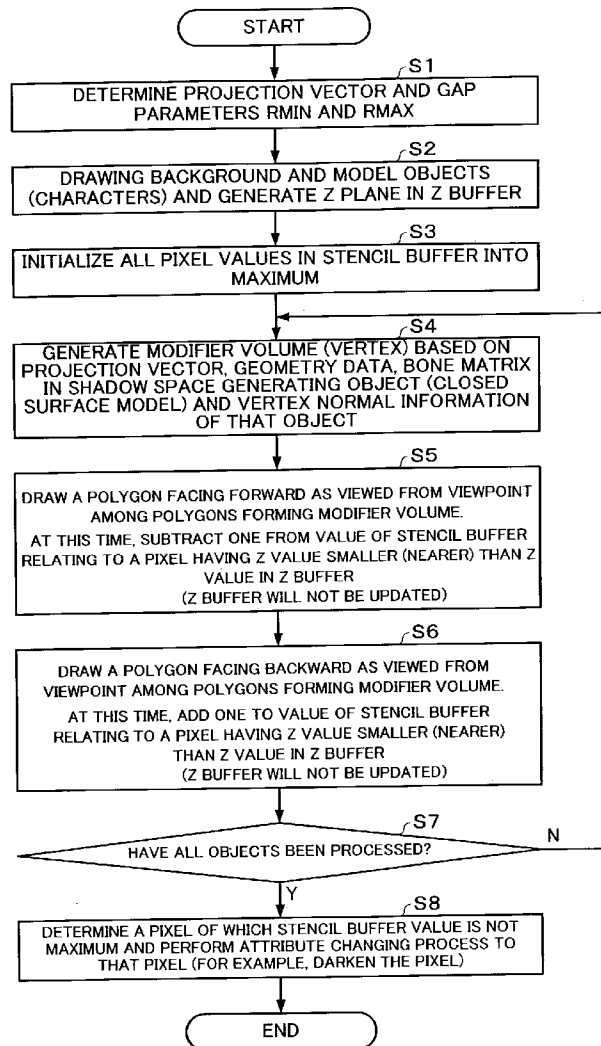 START
S1
DETERMINE PROJECTION VECTOR AND GAP
PARAMETERS RMIN AND RMAX
S2
DRAWING BACKGROUND AND MODEL OBJECTS
(CHARACTERS) AND GENERATE Z PLANE IN Z BUFFER
S3
INITIALIZE ALL PIXEL VALUES IN STENCIL BUFFER INTO
MAXIMUM
S4
GENERATE MODIFIER VOLUME (VERTEX) BASED ON
PROJECTION VECTOR, GEOMETRY DATA, BONE MATRIX
IN SHADOW SPACE GENERATING OBJECT (CLOSED
SURFACE MODEL) AND VERTEX NORMAL INFORMATION
OF THAT OBJECT
S5
DRAW A POLYGON FACING FORWARD AS VIEWED FROM VIEWPOINT
AMONG POLYGONS FORMING MODIFIER VOLUME.
AT THIS TIME, SUBTRACT ONE FROM VALUE OF STENCIL BUFFER
RELATING TO A PIXEL HAVING Z VALUE SMALLER (NEARER) THAN Z
VALUE IN Z BUFFER
(Z BUFFER WILL NOT BE UPDATED)
S6
DRAW A POLYGON FACING BACKWARD AS VIEWED FROM
VIEWPOINT AMONG POLYGONS FORMING MODIFIER VOLUME.
AT THIS TIME, ADD ONE TO VALUE OF STENCIL BUFFER
RELATING TO A PIXEL HAVING Z VALUE SMALLER (NEARER)
THAN Z VALUE IN Z BUFFER
(Z BUFFER WILL NOT BE UPDATED)
S7
HAVE ALL OBJECTS BEEN PROCESSED?
N
Y
S8
DETERMINE A PIXEL OF WHICH STENCIL BUFFER VALUE IS NOT
MAXIMUM AND PERFORM ATTRIBUTE CHANGING PROCESS TO
THAT PIXEL (FOR EXAMPLE, DARKEN THE PIXEL)
END